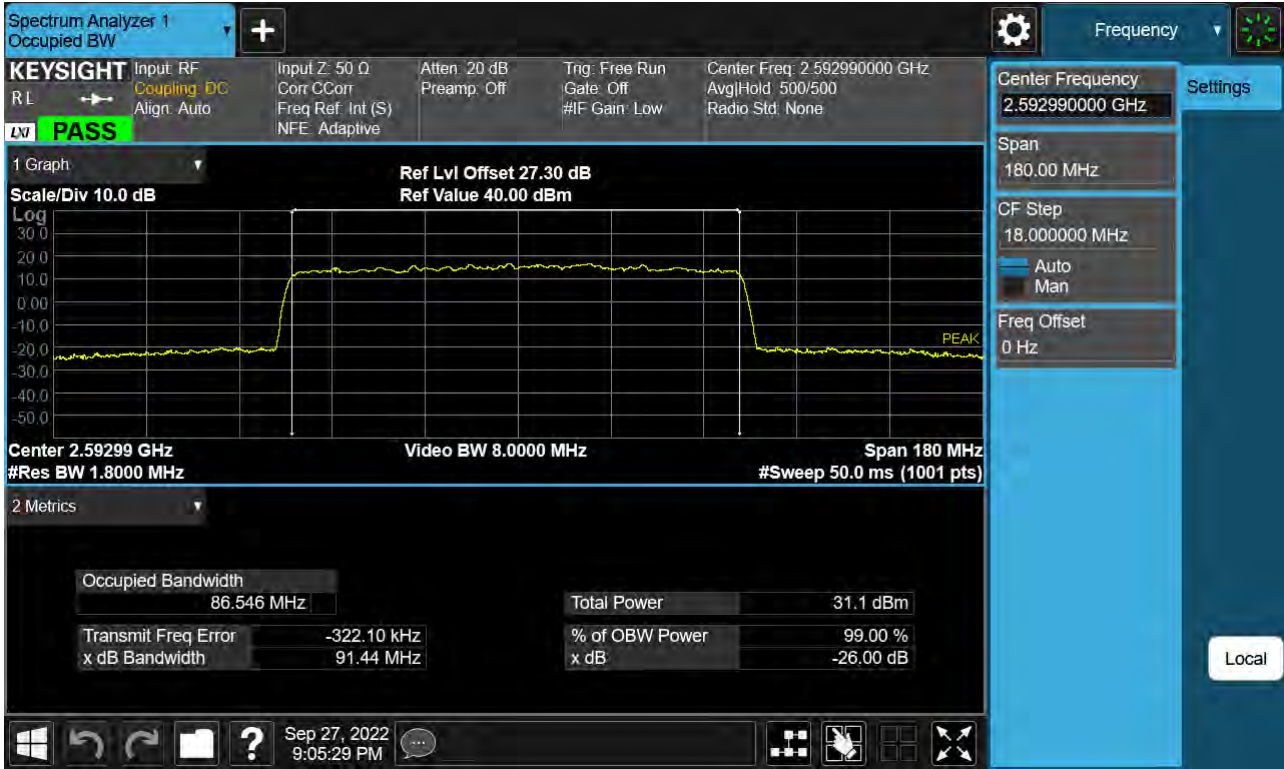 Spectrum Analyzer 1
Occupied BW
+
Frequency
KEYSIGHT
RL
LXI PASS
Input: RF
Coupling: DC
Align: Auto
Input Z: 50 Ω
Corr CCorr
Freq Ref: Int (S)
NFE: Adaptive
Atten: 20 dB
Preamp: Off
Trig: Free Run
Gate: Off
#IF Gain: Low
Center Freq: 2.592990000 GHz
Avg|Hold: 500/500
Radio Std: None
Center Frequency
2.592990000 GHz
Settings
Span
180.00 MHz
CF Step
18.000000 MHz
Auto
Man
Freq Offset
0 Hz
1 Graph
Scale/Div 10.0 dB
Ref Lvl Offset 27.30 dB
Ref Value 40.00 dBm
Log
30.0
20.0
10.0
0.00
-10.0
-20.0
-30.0
-40.0
-50.0
PEAK
Center 2.59299 GHz
Video BW 8.0000 MHz
Span 180 MHz
#Res BW 1.8000 MHz
#Sweep 50.0 ms (1001 pts)
2 Metrics
Occupied Bandwidth
86.546 MHz
Total Power 31.1 dBm
Transmit Freq Error -322.10 kHz
% of OBW Power 99.00 %
x dB Bandwidth 91.44 MHz
x dB -26.00 dB
Local
?
Sep 27, 2022
9:05:29 PM